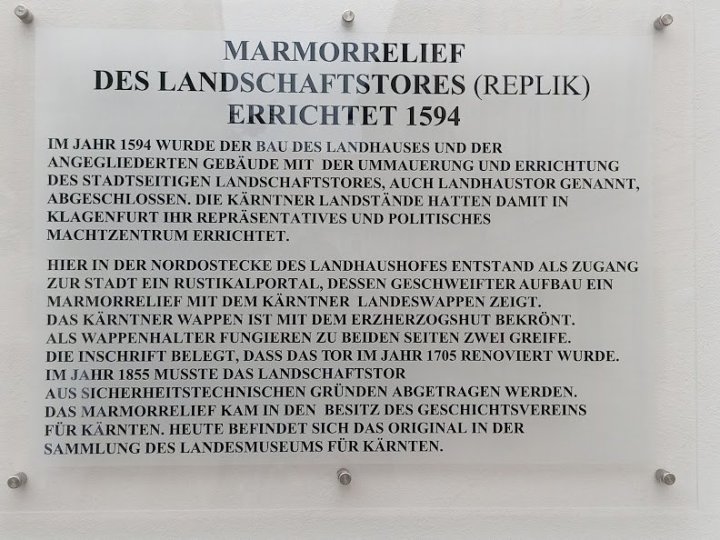 MARMORRELIEF
DES LANDSCHAFTSTORES (REPLIK)
ERRICHTET 1594
IM JAHR 1594 WURDE DER BAU DES LANDHAUSES UND DER
ANGEGLIEDERTEN GEBÄUDE MIT DER UMMAUERUNG UND ERRICHTUNG
DES STADTSEITIGEN LANDSCHAFTSTORES, AUCH LANDHAUSTOR GENANNT,
ABGESCHLOSSEN. DIE KÄRNTNER LANDSTÄNDE HATTEN DAMIT IN
KLAGENFURT IHR REPRÄSENTATIVES UND POLITISCHES
MACHTZENTRUM ERRICHTET.
HIER IN DER NORDOSTECKE DES LANDHAUSHOFES ENTSTAND ALS ZUGANG
ZUR STADT EIN RUSTIKALPORTAL, DESSEN GESCHWEIFTER AUFBAU EIN
MARMORRELIEF MIT DEM KÄRNTNER LANDESWAPPEN ZEIGT.
DAS KÄRNTNER WAPPEN IST MIT DEM ERZHERZOGSHUT BEKRÖNT.
ALS WAPPENHALTER FUNGIEREN ZU BEIDEN SEITEN ZWEI GREIFE.
DIE INSCHRIFT BELEGT, DASS DAS TOR IM JAHR 1705 RENOVIERT WURDE.
IM JAHR 1855 MUSSTE DAS LANDSCHAFTSTOR
AUS SICHERHEITSTECHNISCHEN GRÜNDEN ABGETRAGEN WERDEN.
DAS MARMORRELIEF KAM IN DEN BESITZ DES GESCHICHTSVEREINS
FÜR KÄRNTEN. HEUTE BEFINDET SICH DAS ORIGINAL IN DER
SAMMLUNG DES LANDESMUSEUMS FÜR KÄRNTEN.